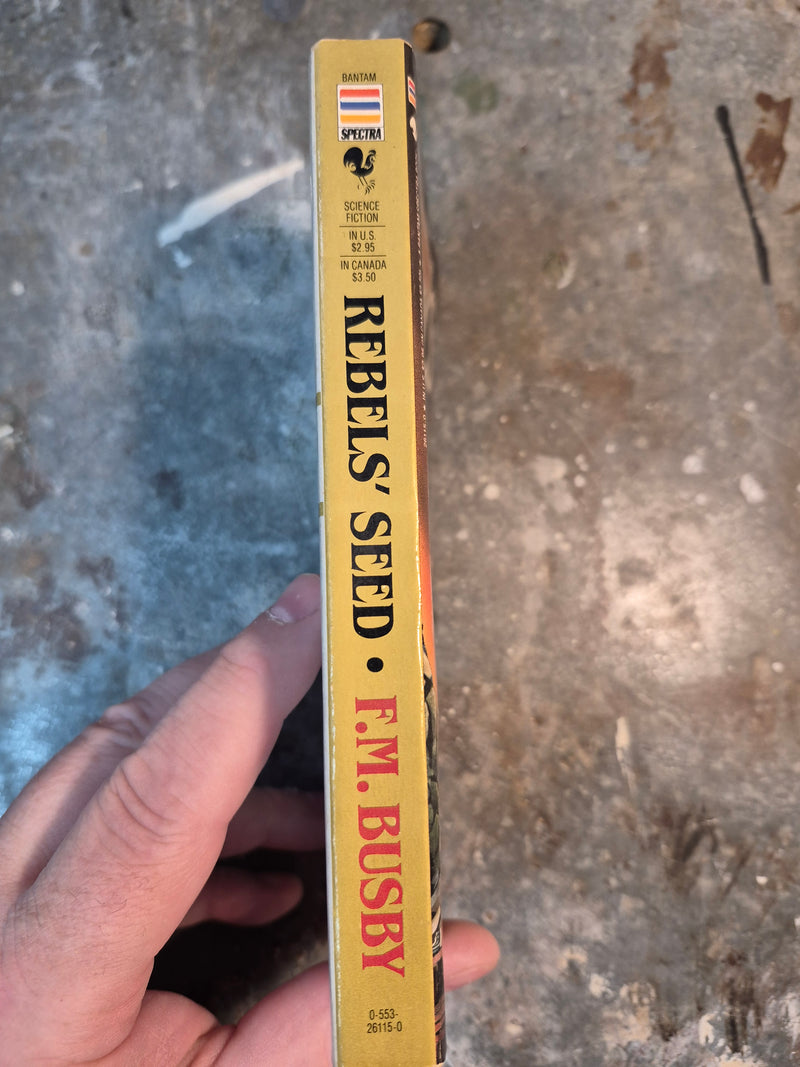 BANTAM
SPECTRA
SCIENCE
FICTION
IN U.S.
$2.95
IN CANADA
$3.50
REBELS' SEED • F.M. BUSBY
0-553-
26115-0